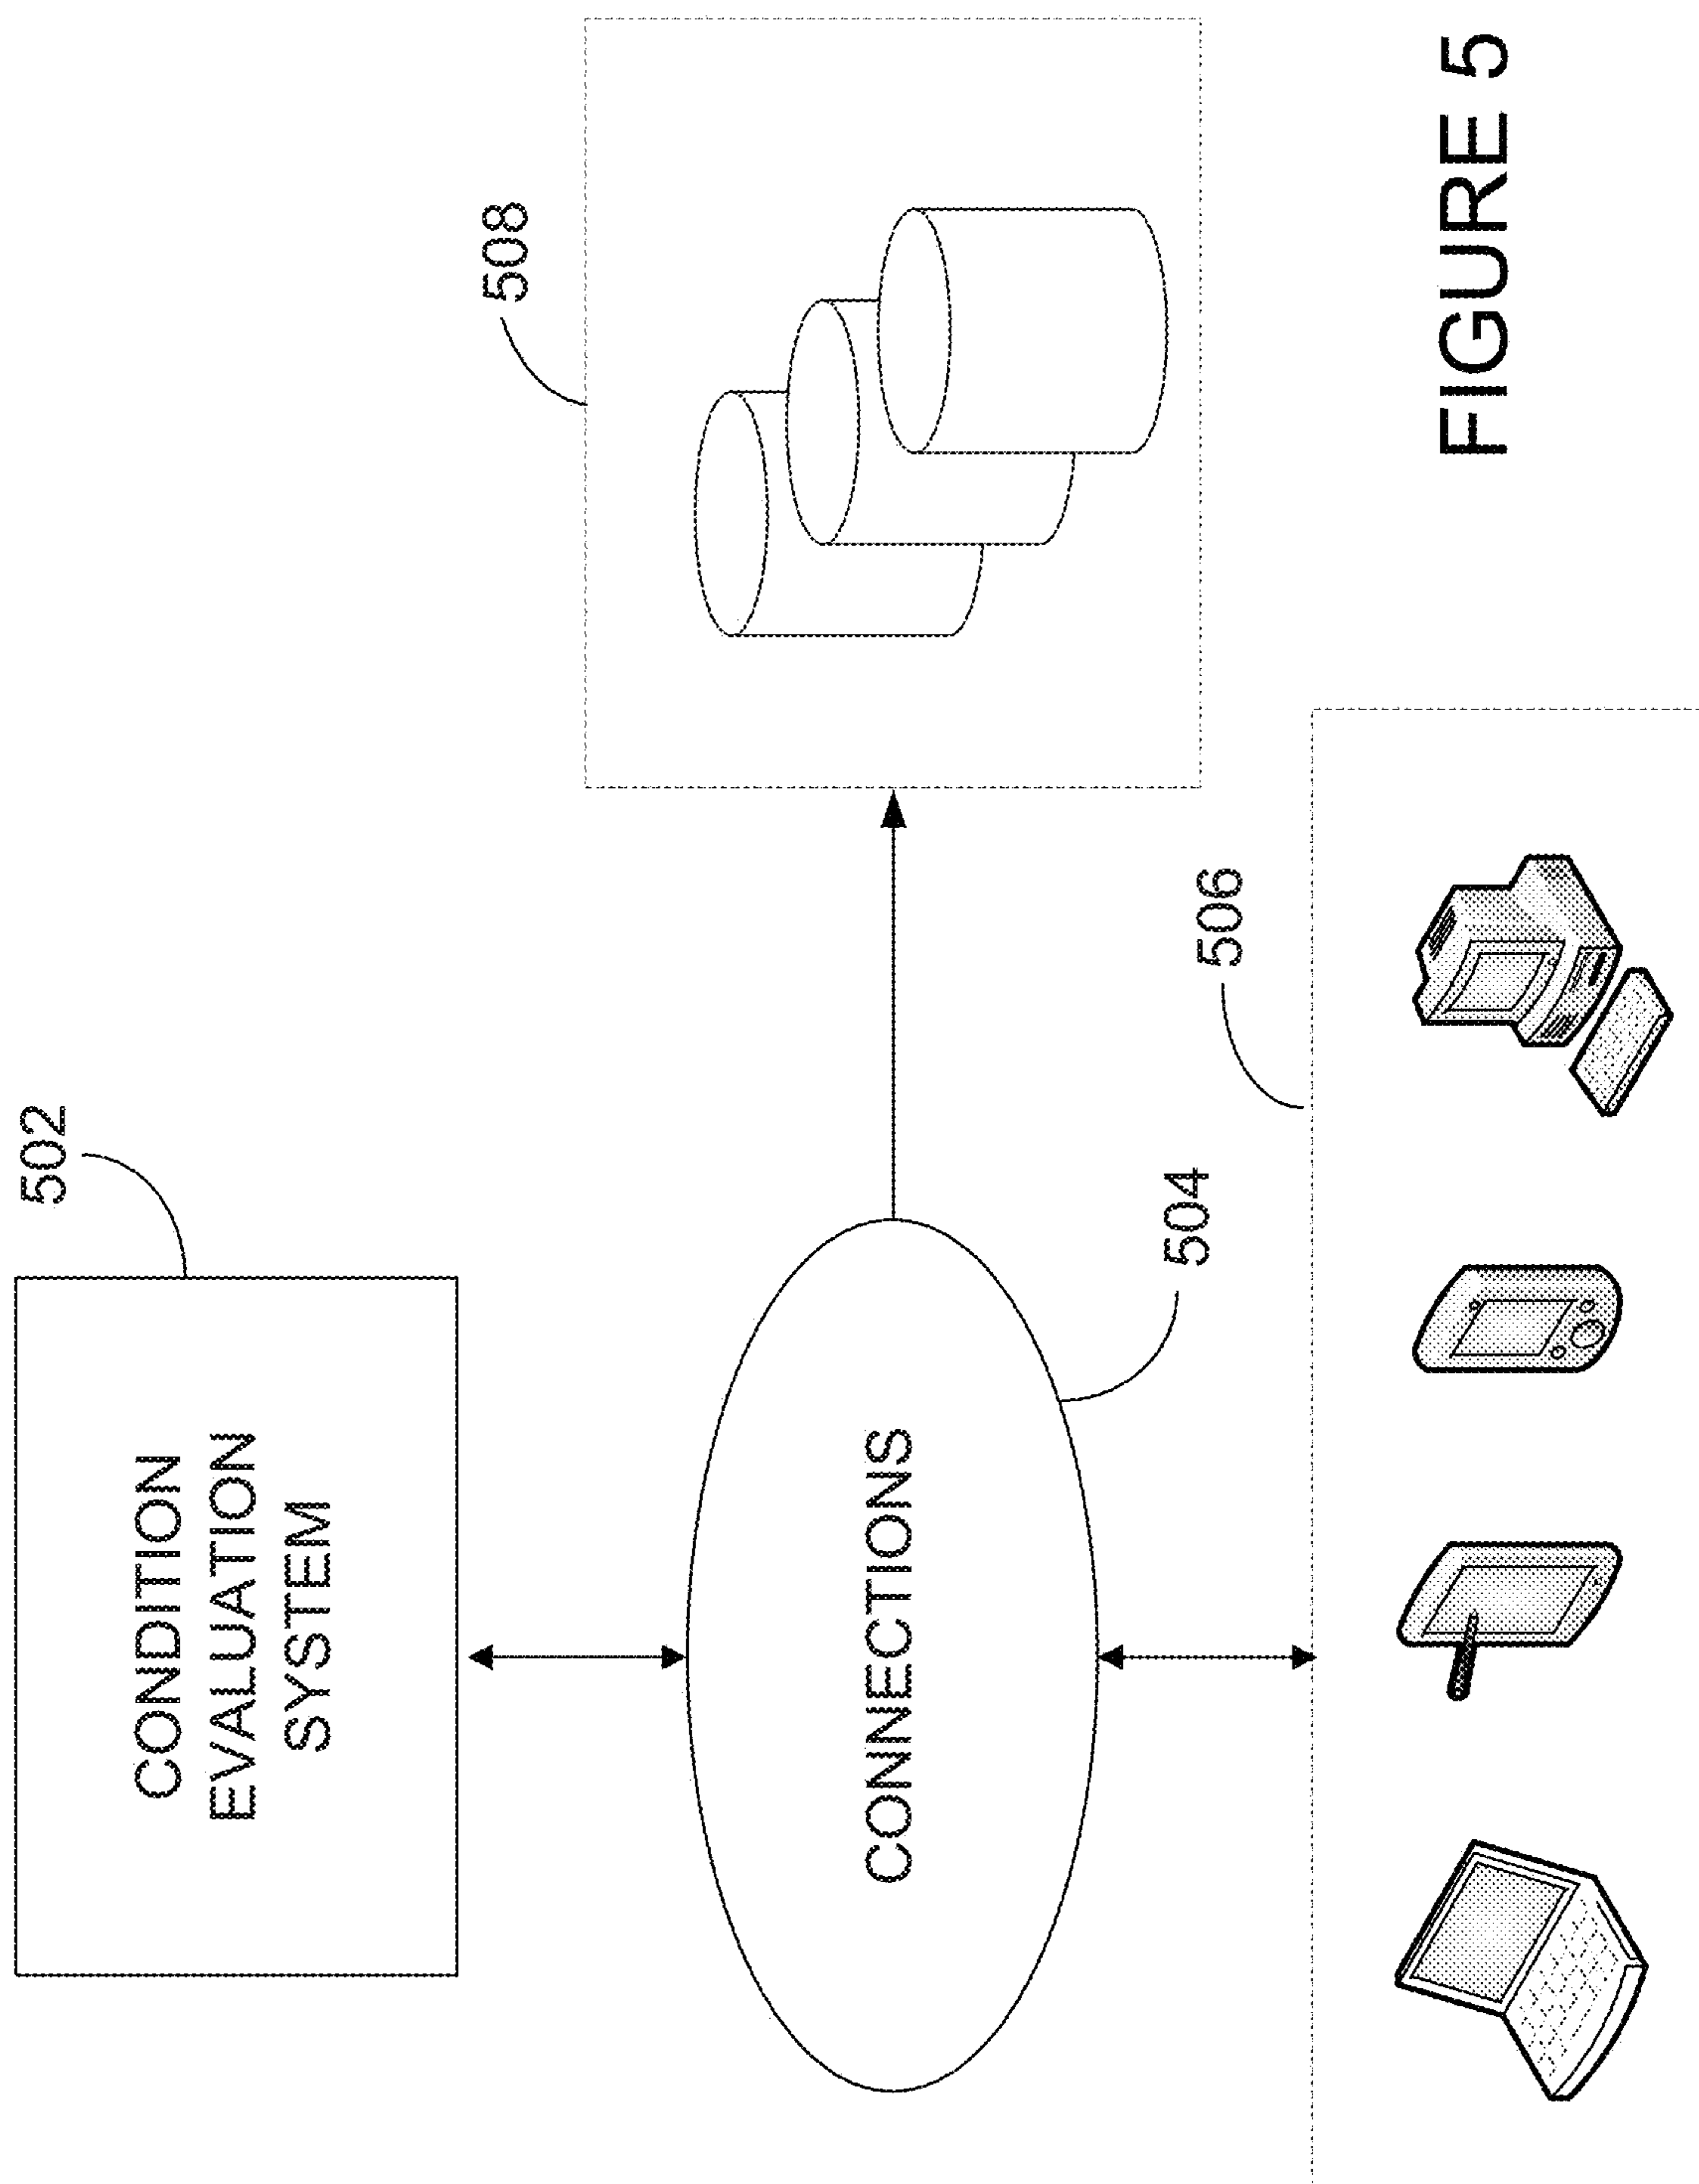 502
CONDITION
EVALUATION
SYSTEM
508
CONNECTIONS
504
506
FIGURE 5